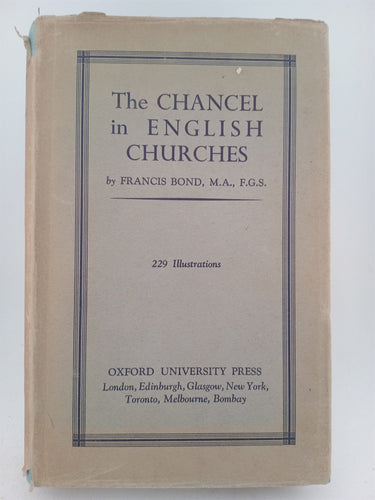 The CHANCEL
in ENGLISH
CHURCHES
by FRANCIS BOND, M.A., F.G.S.
229 Illustrations
OXFORD UNIVERSITY PRESS
London, Edinburgh, Glasgow, New York,
Toronto, Melbourne, Bombay